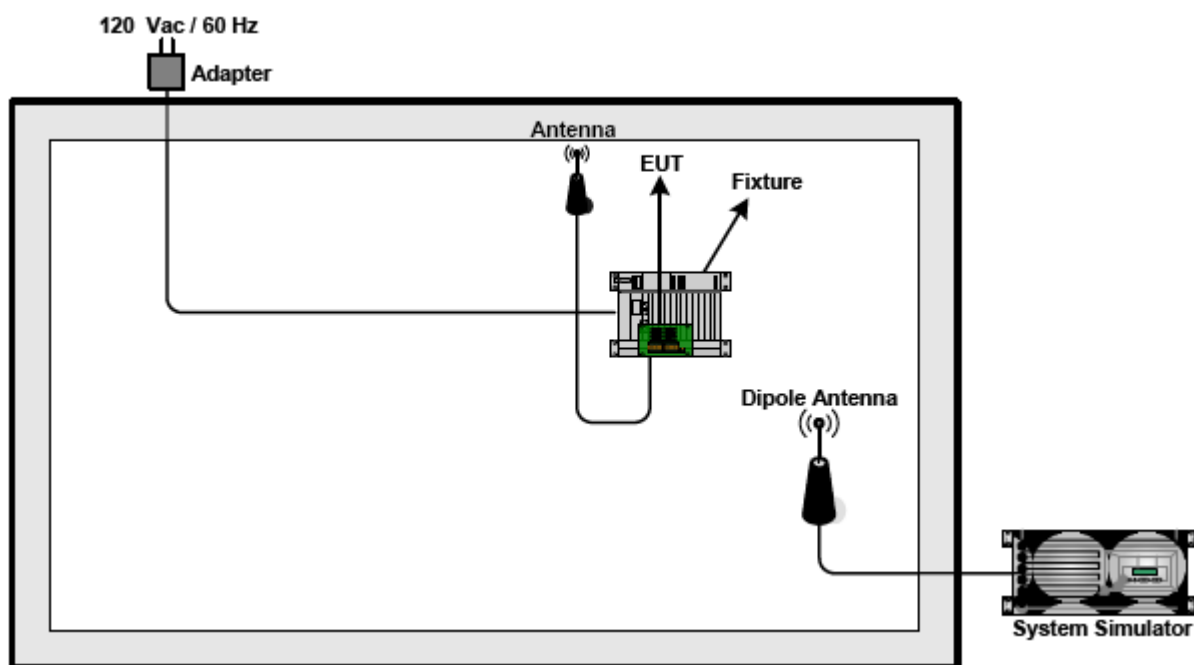 120 Vac / 60 Hz
Adapter
Antenna
EUT
Fixture
Dipole Antenna
System Simulator